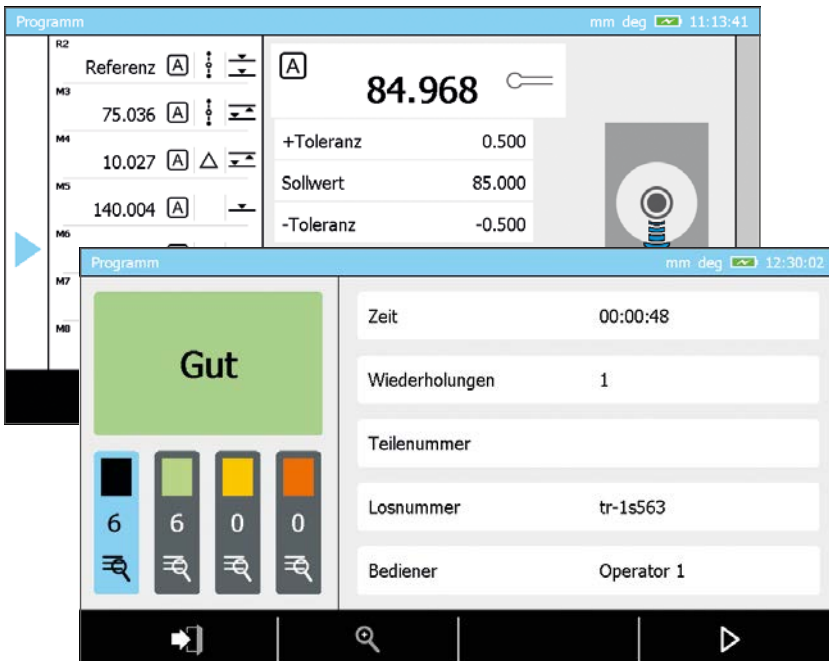 Programm mm deg 11:13:41
R2
Referenz A
M3
75.036 A
M4
10.027 A
M5
140.004 A
M6
M7
M8
A
84.968
+Toleranz 0.500
Sollwert 85.000
-Toleranz -0.500
Programm mm deg 12:30:02
Gut
6 6 0 0
Zeit 00:00:48
Wiederholungen 1
Teilenummer
Losnummer tr-1s563
Bediener Operator 1